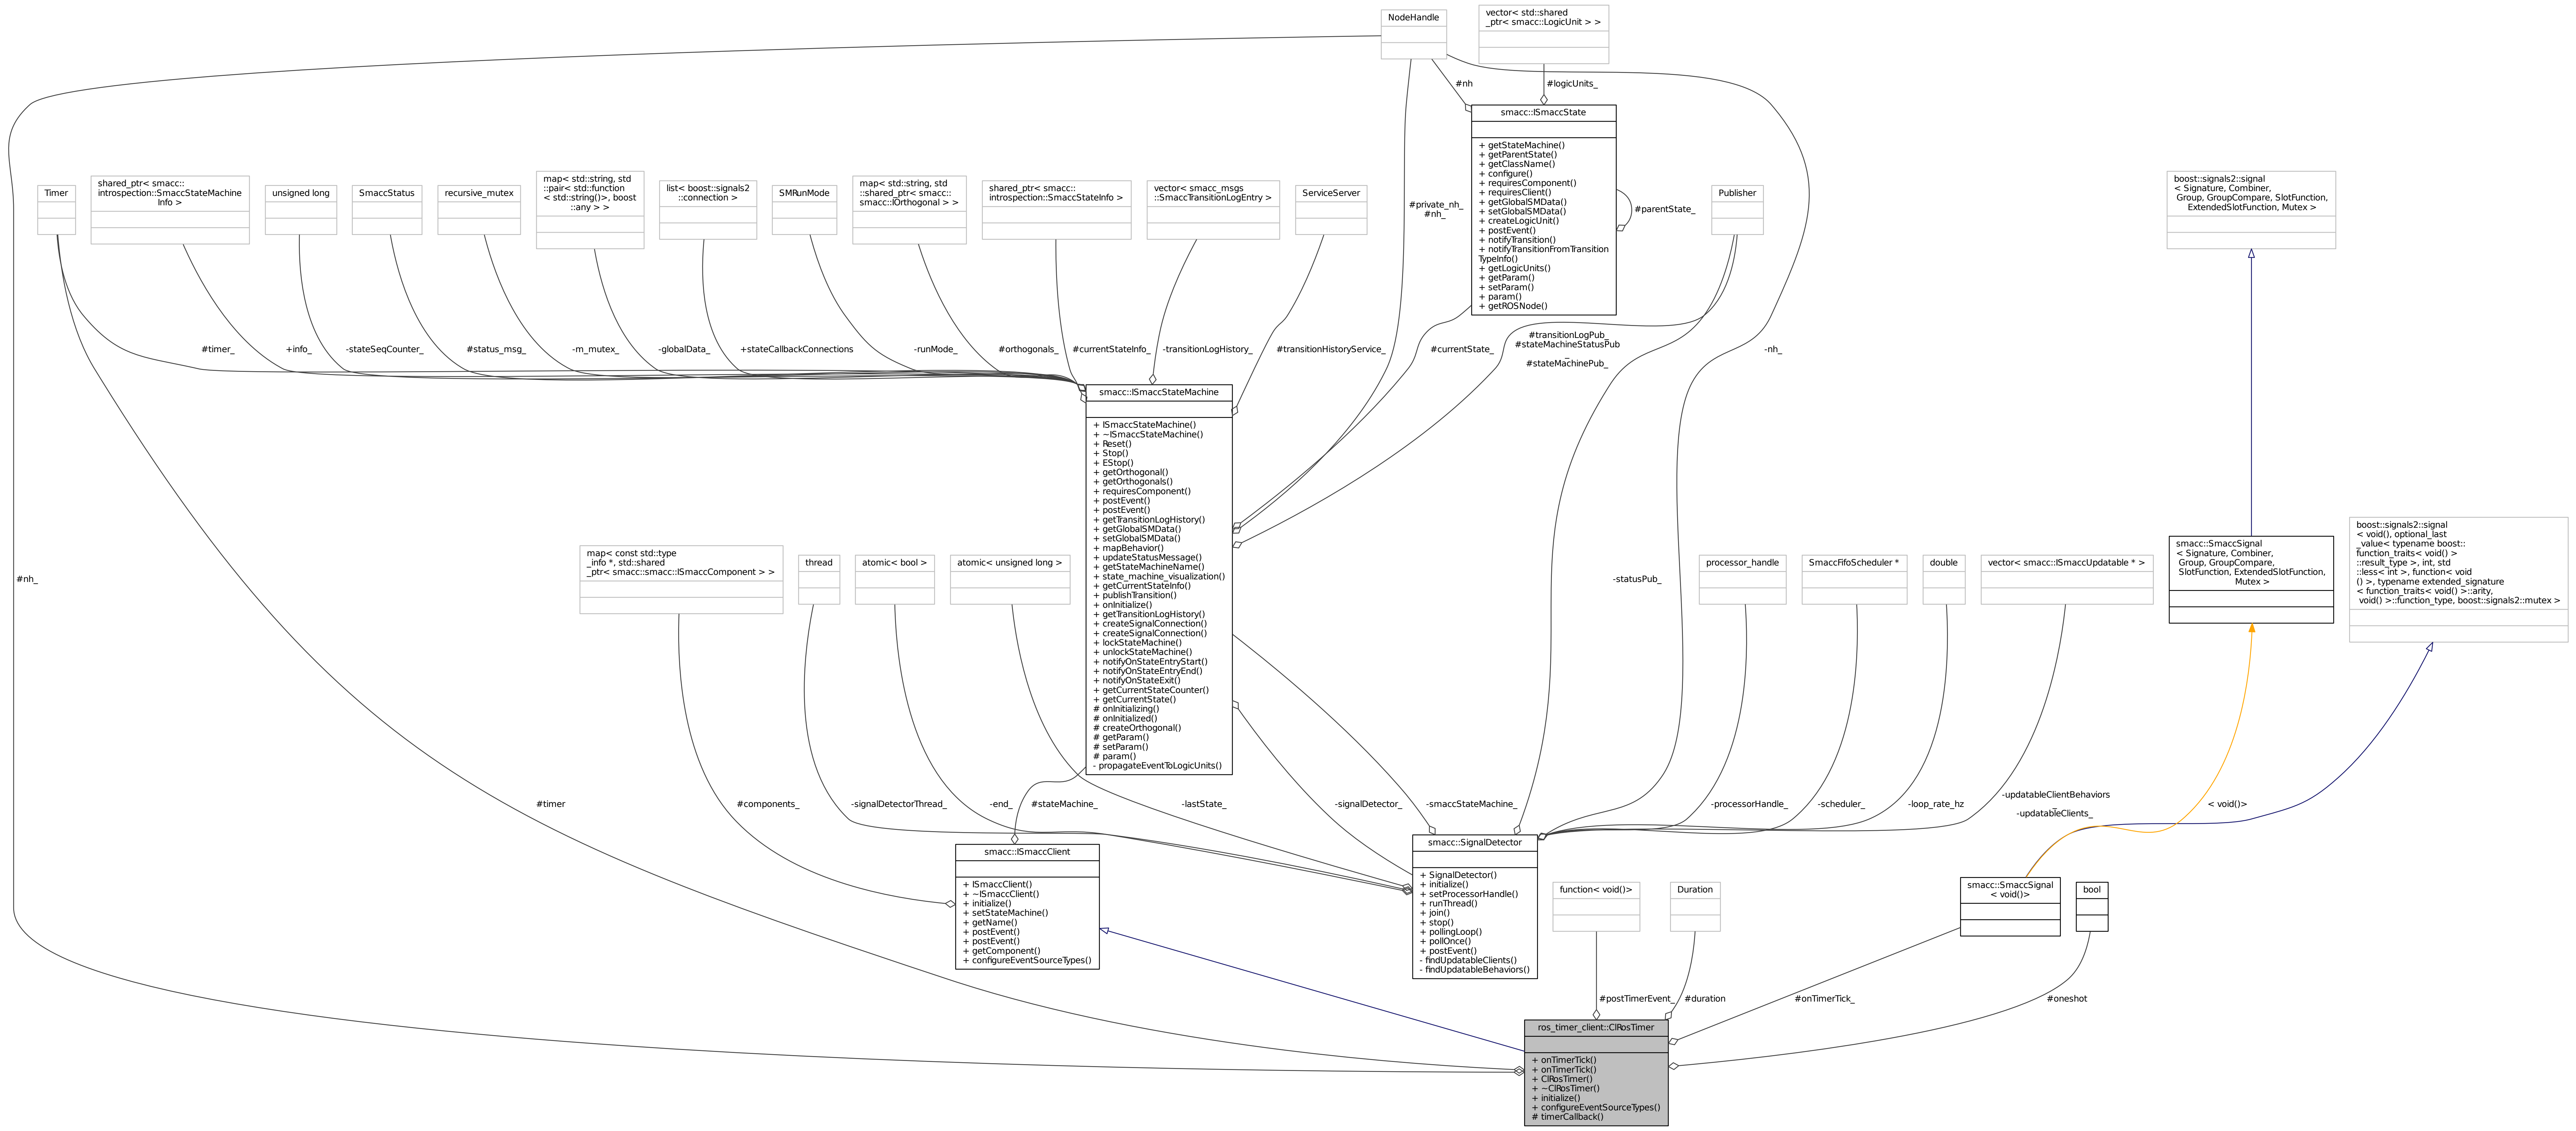 NodeHandle
vector< std::shared
_ptr< smacc::LogicUnit > >
#nh
#logicUnits_
smacc::ISmaccState
+ getStateMachine()
+ getParentState()
+ getClassName()
+ configure()
+ requiresComponent()
+ requiresClient()
+ getGlobalSMData()
+ setGlobalSMData()
+ createLogicUnit()
+ postEvent()
+ notifyTransition()
+ notifyTransitionFromTransition
TypeInfo()
+ getLogicUnits()
+ getParam()
+ setParam()
+ param()
+ getROSNode()
#parentState_
Timer
shared_ptr< smacc::
introspection::SmaccStateMachine
Info >
unsigned long
SmaccStatus
recursive_mutex
map< std::string, std
::pair< std::function
< std::string()>, boost
::any > >
list< boost::signals2
::connection >
SMRunMode
map< std::string, std
::shared_ptr< smacc::
smacc::IOrthogonal > >
shared_ptr< smacc::
introspection::SmaccStateInfo >
vector< smacc_msgs
::SmaccTransitionLogEntry >
ServiceServer
#private_nh_
#nh_
Publisher
boost::signals2::signal
< Signature, Combiner,
Group, GroupCompare, SlotFunction,
ExtendedSlotFunction, Mutex >
#timer_
+info_
-stateSeqCounter_
#status_msg_
-m_mutex_
-globalData_
+stateCallbackConnections
-runMode_
#orthogonals_
#currentStateInfo_
-transitionLogHistory_
#transitionHistoryService_
#currentState_
#transitionLogPub_
#stateMachineStatusPub
_
#stateMachinePub_
-nh_
smacc::ISmaccStateMachine
+ ISmaccStateMachine()
+ ~ISmaccStateMachine()
+ Reset()
+ Stop()
+ EStop()
+ getOrthogonal()
+ getOrthogonals()
+ requiresComponent()
+ postEvent()
+ postEvent()
+ getTransitionLogHistory()
+ getGlobalSMData()
+ setGlobalSMData()
+ mapBehavior()
+ updateStatusMessage()
+ getStateMachineName()
+ state_machine_visualization()
+ getCurrentStateInfo()
+ publishTransition()
+ onInitialize()
+ getTransitionLogHistory()
+ createSignalConnection()
+ createSignalConnection()
+ lockStateMachine()
+ unlockStateMachine()
+ notifyOnStateEntryStart()
+ notifyOnStateEntryEnd()
+ notifyOnStateExit()
+ getCurrentStateCounter()
+ getCurrentState()
# onInitializing()
# onInitialized()
# createOrthogonal()
# getParam()
# setParam()
# param()
- propagateEventToLogicUnits()
#nh_
map< const std::type
_info *, std::shared
_ptr< smacc::smacc::ISmaccComponent > >
thread
atomic< bool >
atomic< unsigned long >
-statusPub_
processor_handle
SmaccFifoScheduler *
double
vector< smacc::ISmaccUpdatable * >
smacc::SmaccSignal
< Signature, Combiner,
Group, GroupCompare,
SlotFunction, ExtendedSlotFunction,
Mutex >
boost::signals2::signal
< void(), optional_last
_value< typename boost::
function_traits< void() >
::result_type >, int, std
::less< int >, function< void
() >, typename extended_signature
< function_traits< void() >::arity,
void() >::function_type, boost::signals2::mutex >
#timer
#components_
-signalDetectorThread_
-end_
#stateMachine_
-lastState_
-signalDetector_
-smaccStateMachine_
-processorHandle_
-scheduler_
-loop_rate_hz
-updatableClientBehaviors
_
-updatableClients_
< void()>
smacc::ISmaccClient
+ ISmaccClient()
+ ~ISmaccClient()
+ initialize()
+ setStateMachine()
+ getName()
+ postEvent()
+ postEvent()
+ getComponent()
+ configureEventSourceTypes()
smacc::SignalDetector
+ SignalDetector()
+ initialize()
+ setProcessorHandle()
+ runThread()
+ join()
+ stop()
+ pollingLoop()
+ pollOnce()
+ postEvent()
- findUpdatableClients()
- findUpdatableBehaviors()
function< void()>
Duration
smacc::SmaccSignal
< void()>
bool
#postTimerEvent_
#duration
#onTimerTick_
#oneshot
ros_timer_client::ClRosTimer
+ onTimerTick()
+ onTimerTick()
+ ClRosTimer()
+ ~ClRosTimer()
+ initialize()
+ configureEventSourceTypes()
# timerCallback()